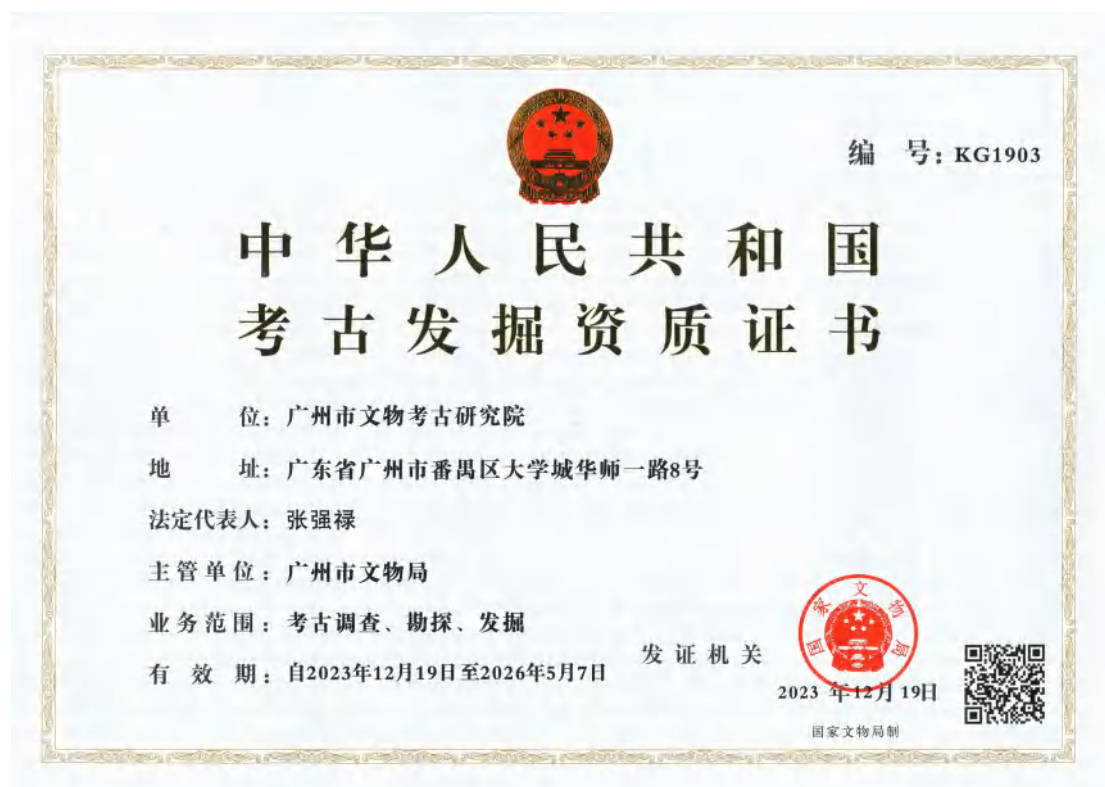 编 号：KG1903
中华人民共和国
考古发掘资质证书
单 位：广州市文物考古研究院
地 址：广东省广州市番禺区大学城华师一路8号
法定代表人：张强禄
主管单位：广州市文物局
业务范围：考古调查、勘探、发掘
有 效 期：自2023年12月19日至2026年5月7日
发证机关
国家文物局
2023 年 12月 19日
国家文物局制